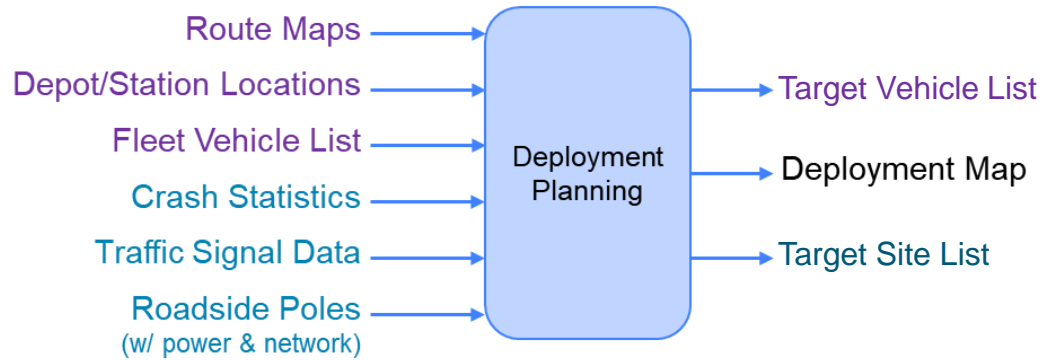 Route Maps
Depot/Station Locations
Fleet Vehicle List
Crash Statistics
Traffic Signal Data
Roadside Poles
(w/ power & network)
Deployment
Planning
Target Vehicle List
Deployment Map
Target Site List